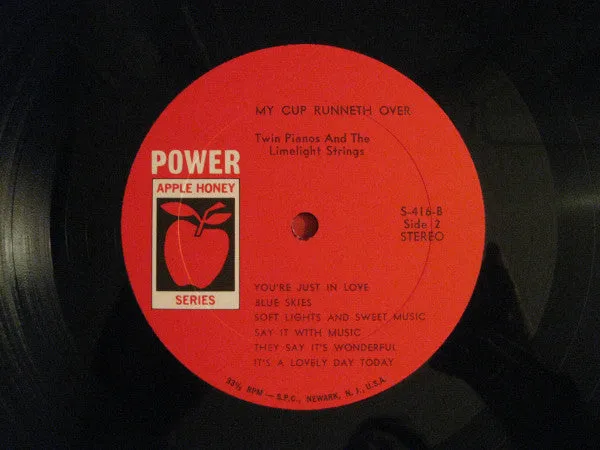 MY CUP RUNNETH OVER
Twin Pianos And The
Limelight Strings
POWER
APPLE HONEY
SERIES
S-416-B
Side 2
STEREO
YOU'RE JUST IN LOVE
BLUE SKIES
SOFT LIGHTS AND SWEET MUSIC
SAY IT WITH MUSIC
THEY SAY IT'S WONDERFUL
IT'S A LOVELY DAY TODAY
33⅓ RPM — S.P.C., NEWARK, N. J., U.S.A.